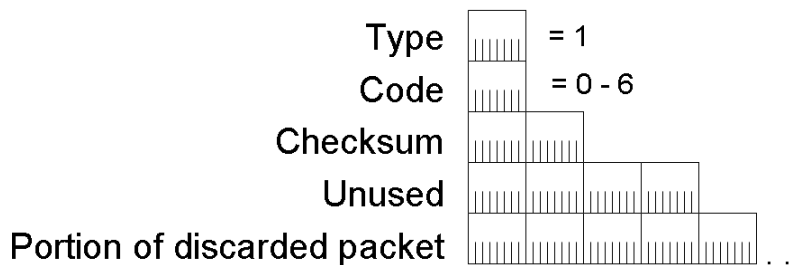 Type = 1
Code = 0 - 6
Checksum
Unused
Portion of discarded packet . .